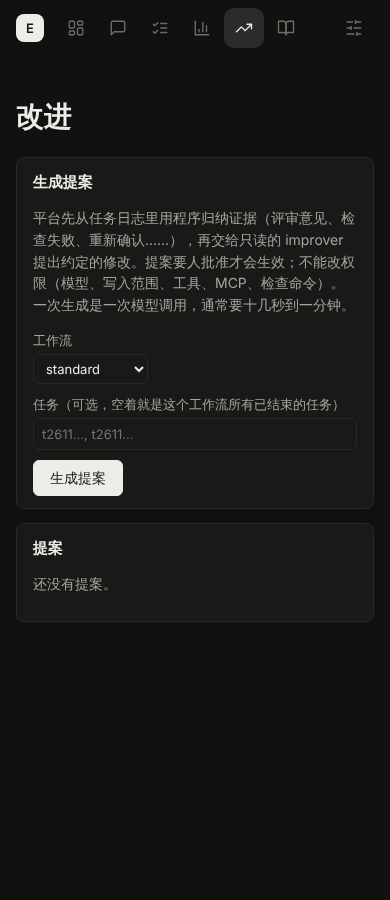 E
改进
生成提案
平台先从任务日志里用程序归纳证据（评审意见、检
查失败、重新确认……），再交给只读的 improver
提出约定的修改。提案要人批准才会生效；不能改权
限（模型、写入范围、工具、MCP、检查命令）。
一次生成是一次模型调用，通常要十几秒到一分钟。
工作流
standard
任务（可选，空着就是这个工作流所有已结束的任务）
t2611…, t2611…
生成提案
提案
还没有提案。